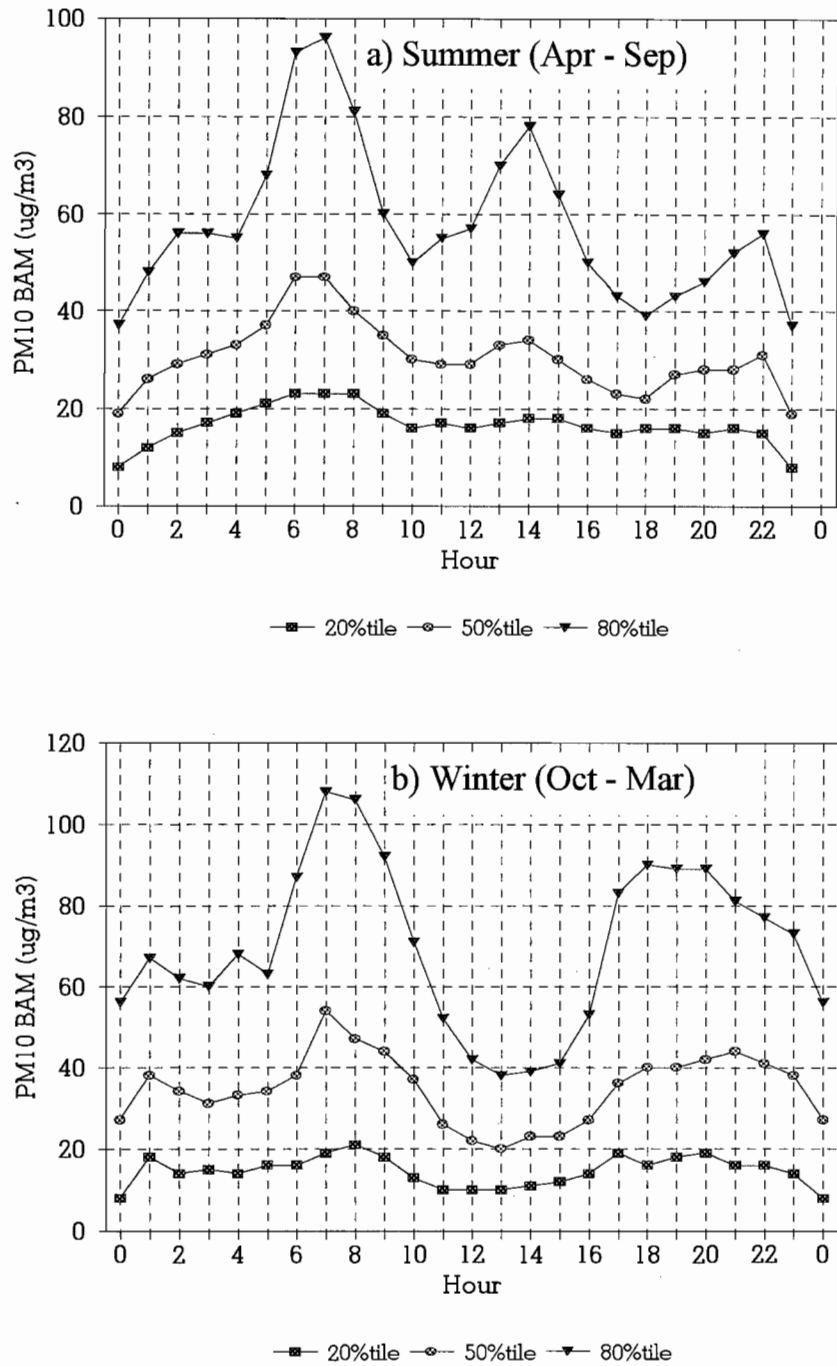 a) Summer (Apr - Sep)
80
60
40
20
0
PM10 BAM (ug/m3)
0 2 4 6 8 10 12 14 16 18 20 22 0
Hour
20%tile 50%tile 80%tile
120
b) Winter (Oct - Mar)
100
80
60
40
20
0
PM10 BAM (ug/m3)
0 2 4 6 8 10 12 14 16 18 20 22 0
Hour
20%tile 50%tile 80%tile